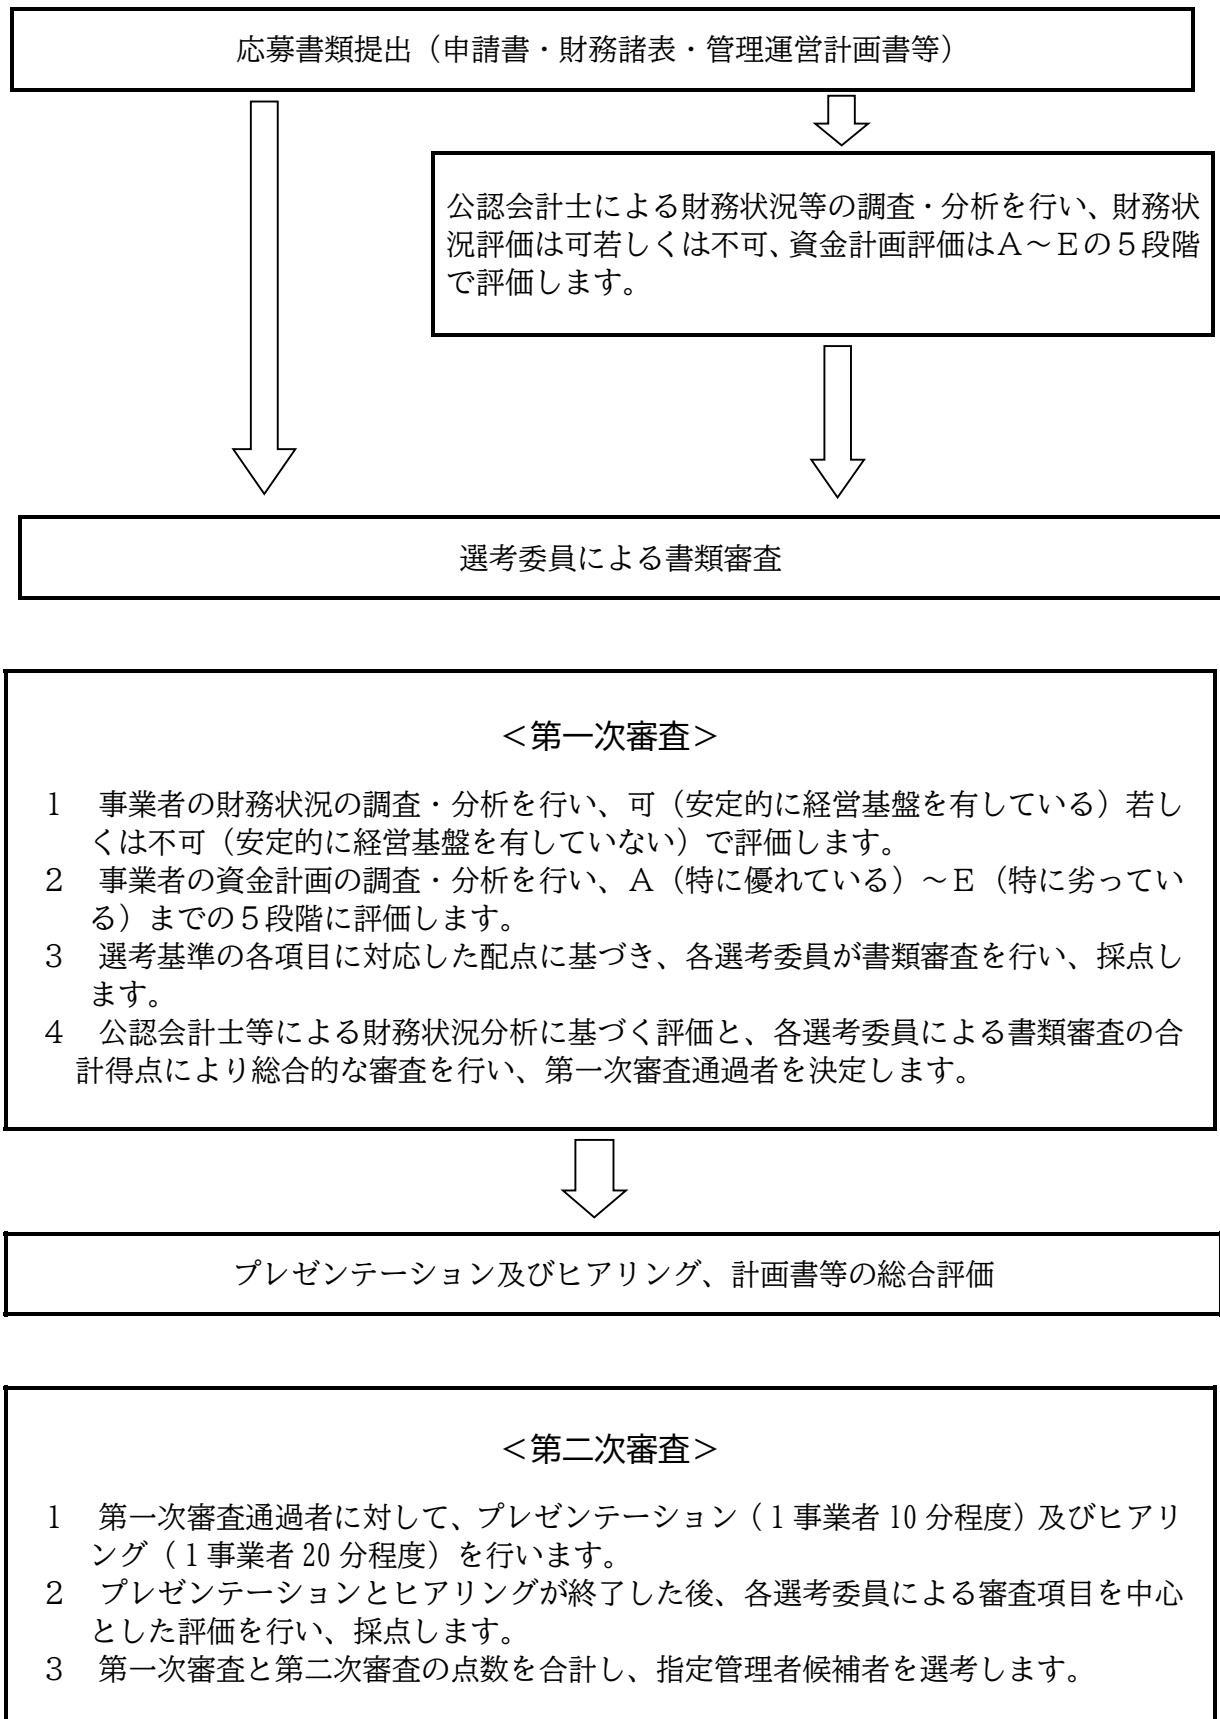 応募書類提出（申請書・財務諸表・管理運営計画書等）
公認会計士による財務状況等の調査・分析を行い、財務状
況評価は可若しくは不可、資金計画評価はＡ～Ｅの５段階
で評価します。
選考委員による書類審査
＜第一次審査＞
１　事業者の財務状況の調査・分析を行い、可（安定的に経営基盤を有している）若し
くは不可（安定的に経営基盤を有していない）で評価します。
２　事業者の資金計画の調査・分析を行い、Ａ（特に優れている）～Ｅ（特に劣ってい
る）までの５段階に評価します。
３　選考基準の各項目に対応した配点に基づき、各選考委員が書類審査を行い、採点し
ます。
４　公認会計士等による財務状況分析に基づく評価と、各選考委員による書類審査の合
計得点により総合的な審査を行い、第一次審査通過者を決定します。
プレゼンテーション及びヒアリング、計画書等の総合評価
＜第二次審査＞
１　第一次審査通過者に対して、プレゼンテーション（１事業者 10 分程度）及びヒアリ
ング（１事業者 20 分程度）を行います。
２　プレゼンテーションとヒアリングが終了した後、各選考委員による審査項目を中心
とした評価を行い、採点します。
３　第一次審査と第二次審査の点数を合計し、指定管理者候補者を選考します。